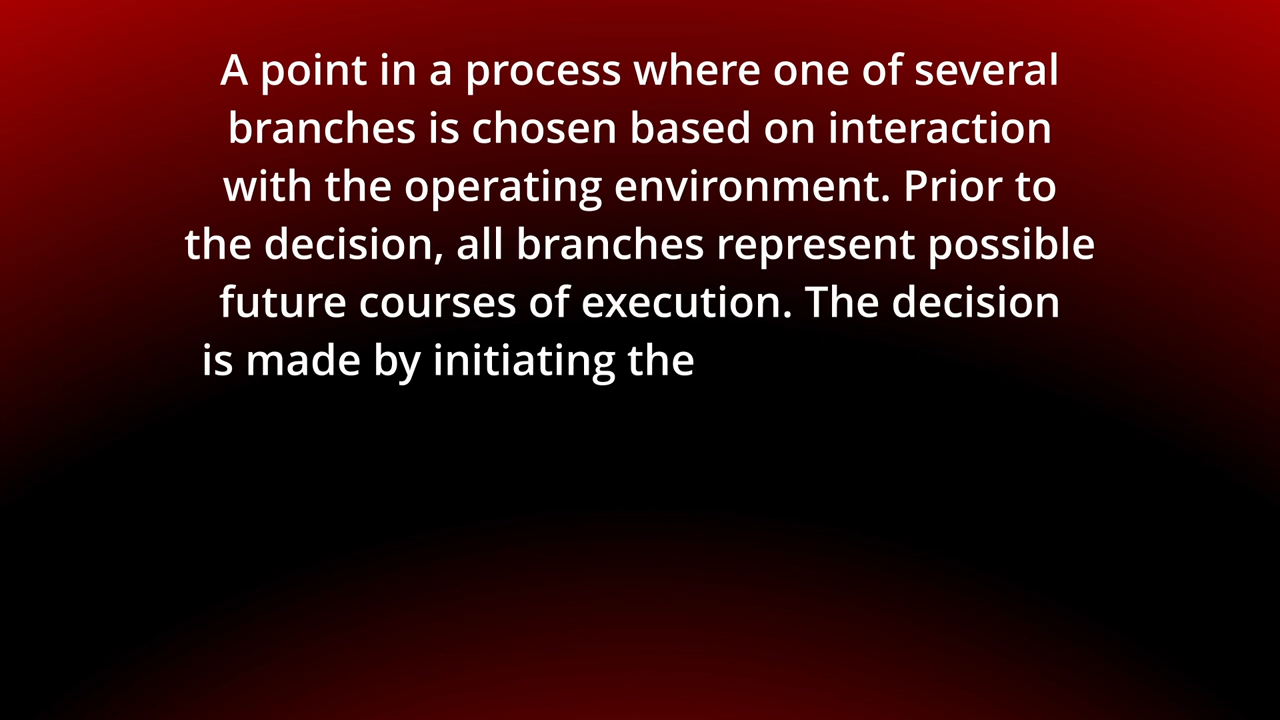 A point in a process where one of several
branches is chosen based on interaction
with the operating environment. Prior to
the decision, all branches represent possible
future courses of execution. The decision
is made by initiating the